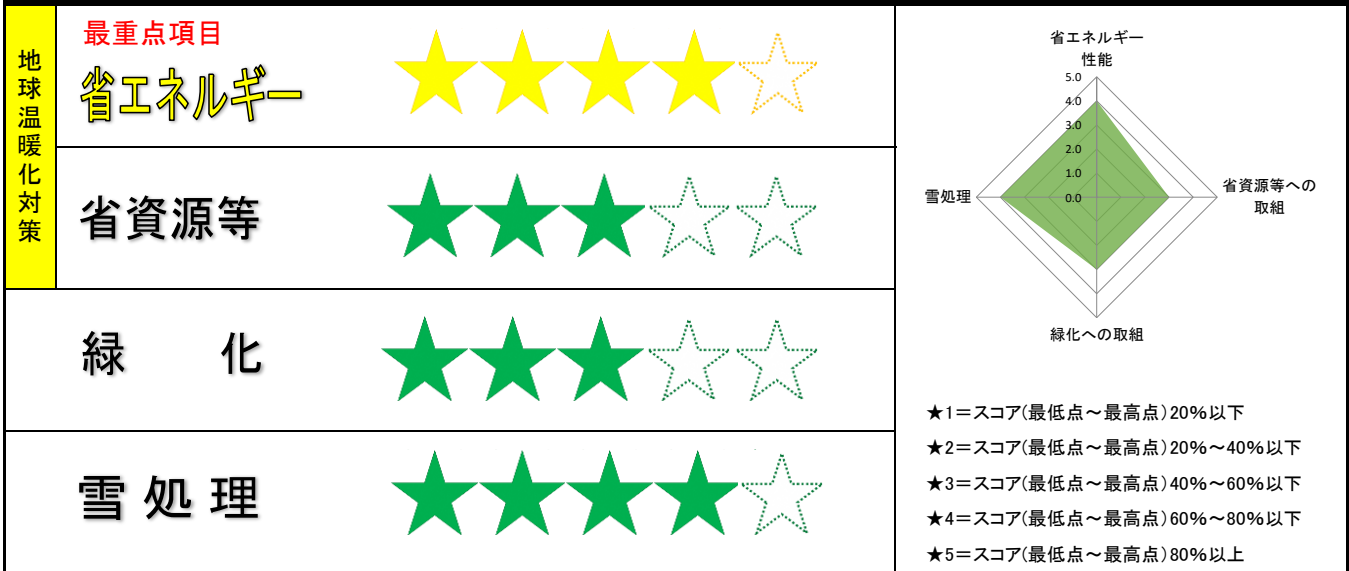 地球温暖化対策
最重点項目
省エネルギー
省資源等
緑 化
雪処理
省エネルギー
性能
5.0
4.0
3.0
2.0
1.0
0.0
雪処理
省資源等への
取組
緑化への取組
★1＝スコア(最低点～最高点)20%以下
★2＝スコア(最低点～最高点)20%～40%以下
★3＝スコア(最低点～最高点)40%～60%以下
★4＝スコア(最低点～最高点)60%～80%以下
★5＝スコア(最低点～最高点)80%以上